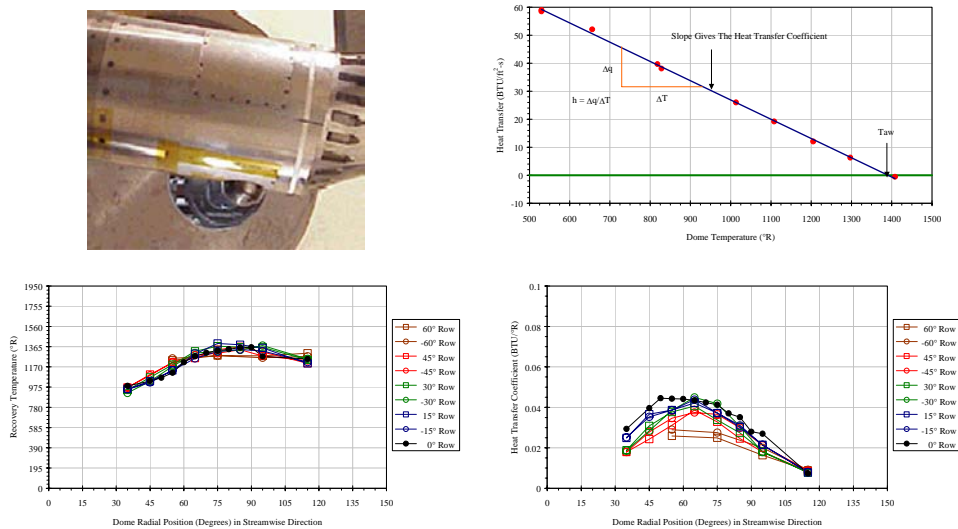 60
50
40
30
20
10
0
-10
Heat Transfer (BTU/ft²-s)
Slope Gives The Heat Transfer Coefficient
Δq
h = Δq/ΔT
ΔT
Taw
500 600 700 800 900 1000 1100 1200 1300 1400 1500
Dome Temperature (°R)
1950
1755
1560
1365
1170
975
780
585
390
195
0
Recovery Temperature (°R)
0 15 30 45 60 75 90 105 120 135 150
Dome Radial Position (Degrees) in Streamwise Direction
60° Row
-60° Row
45° Row
-45° Row
30° Row
-30° Row
15° Row
-15° Row
0° Row
0.1
0.08
0.06
0.04
0.02
0
Heat Transfer Coefficient (BTU/°R)
0 15 30 45 60 75 90 105 120 135 150
Dome Radial Position (Degrees) in Streamwise Direction
60° Row
-60° Row
45° Row
-45° Row
30° Row
-30° Row
15° Row
-15° Row
0° Row